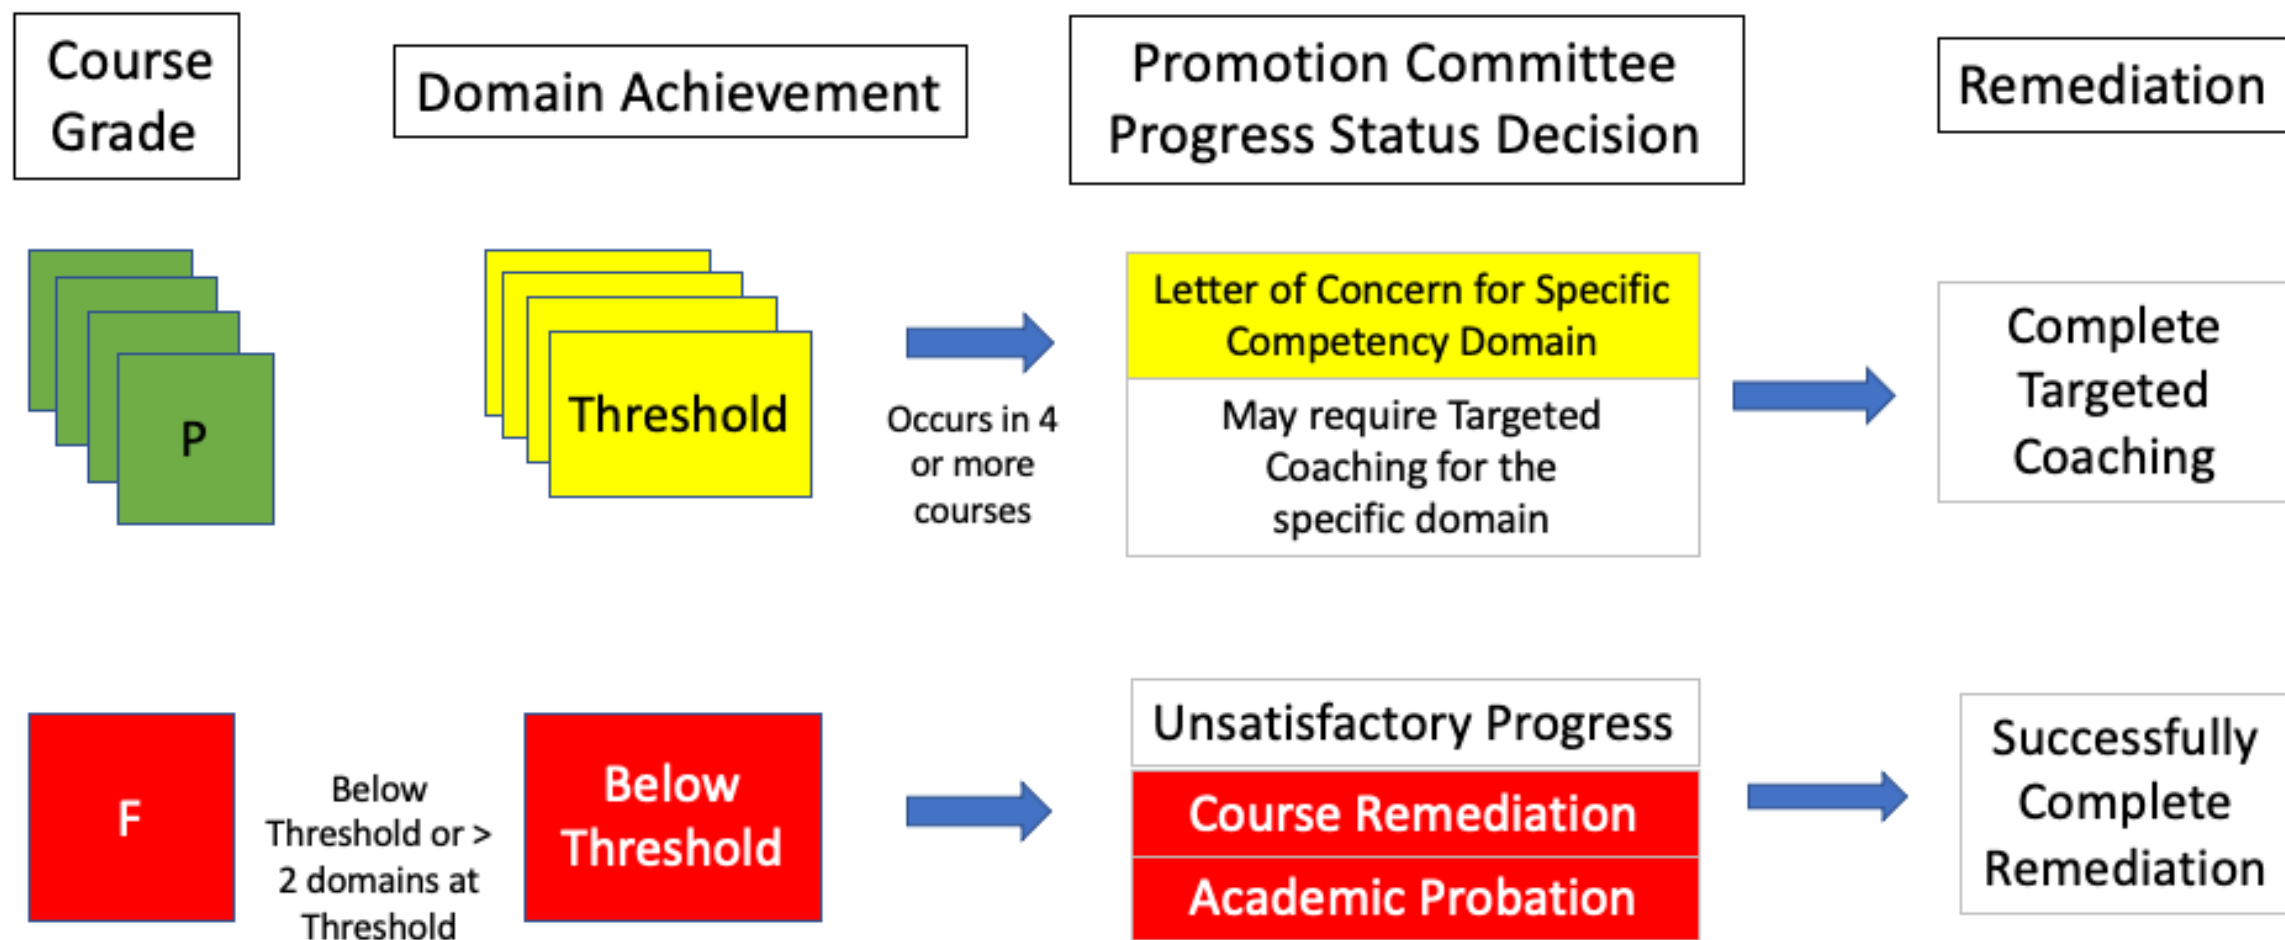 Course
Grade
Domain Achievement
Promotion Committee
Progress Status Decision
Remediation
P
Threshold
Occurs in 4
or more
courses
Letter of Concern for Specific
Competency Domain
May require Targeted
Coaching for the
specific domain
Complete
Targeted
Coaching
F
Below
Threshold or >
2 domains at
Threshold
Below
Threshold
Unsatisfactory Progress
Course Remediation
Academic Probation
Successfully
Complete
Remediation